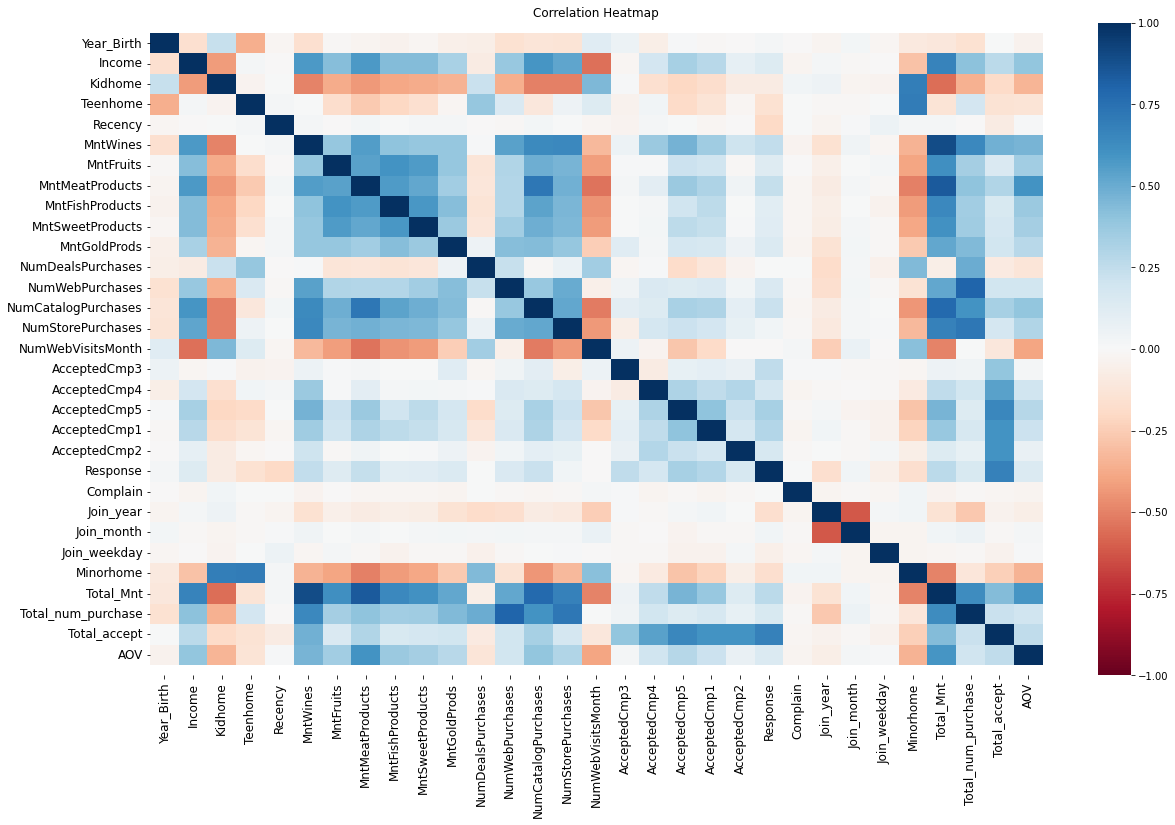 Correlation Heatmap
Year_Birth
Income
Kidhome
Teenhome
Recency
MntWines
MntFruits
MntMeatProducts
MntFishProducts
MntSweetProducts
MntGoldProds
NumDealsPurchases
NumWebPurchases
NumCatalogPurchases
NumStorePurchases
NumWebVisitsMonth
AcceptedCmp3
AcceptedCmp4
AcceptedCmp5
AcceptedCmp1
AcceptedCmp2
Response
Complain
Join_year
Join_month
Join_weekday
Minorhome
Total_Mnt
Total_num_purchase
Total_accept
AOV
Year_Birth
Income
Kidhome
Teenhome
Recency
MntWines
MntFruits
MntMeatProducts
MntFishProducts
MntSweetProducts
MntGoldProds
NumDealsPurchases
NumWebPurchases
NumCatalogPurchases
NumStorePurchases
NumWebVisitsMonth
AcceptedCmp3
AcceptedCmp4
AcceptedCmp5
AcceptedCmp1
AcceptedCmp2
Response
Complain
Join_year
Join_month
Join_weekday
Minorhome
Total_Mnt
Total_num_purchase
Total_accept
AOV
1.00
0.75
0.50
0.25
0.00
−0.25
−0.50
−0.75
−1.00